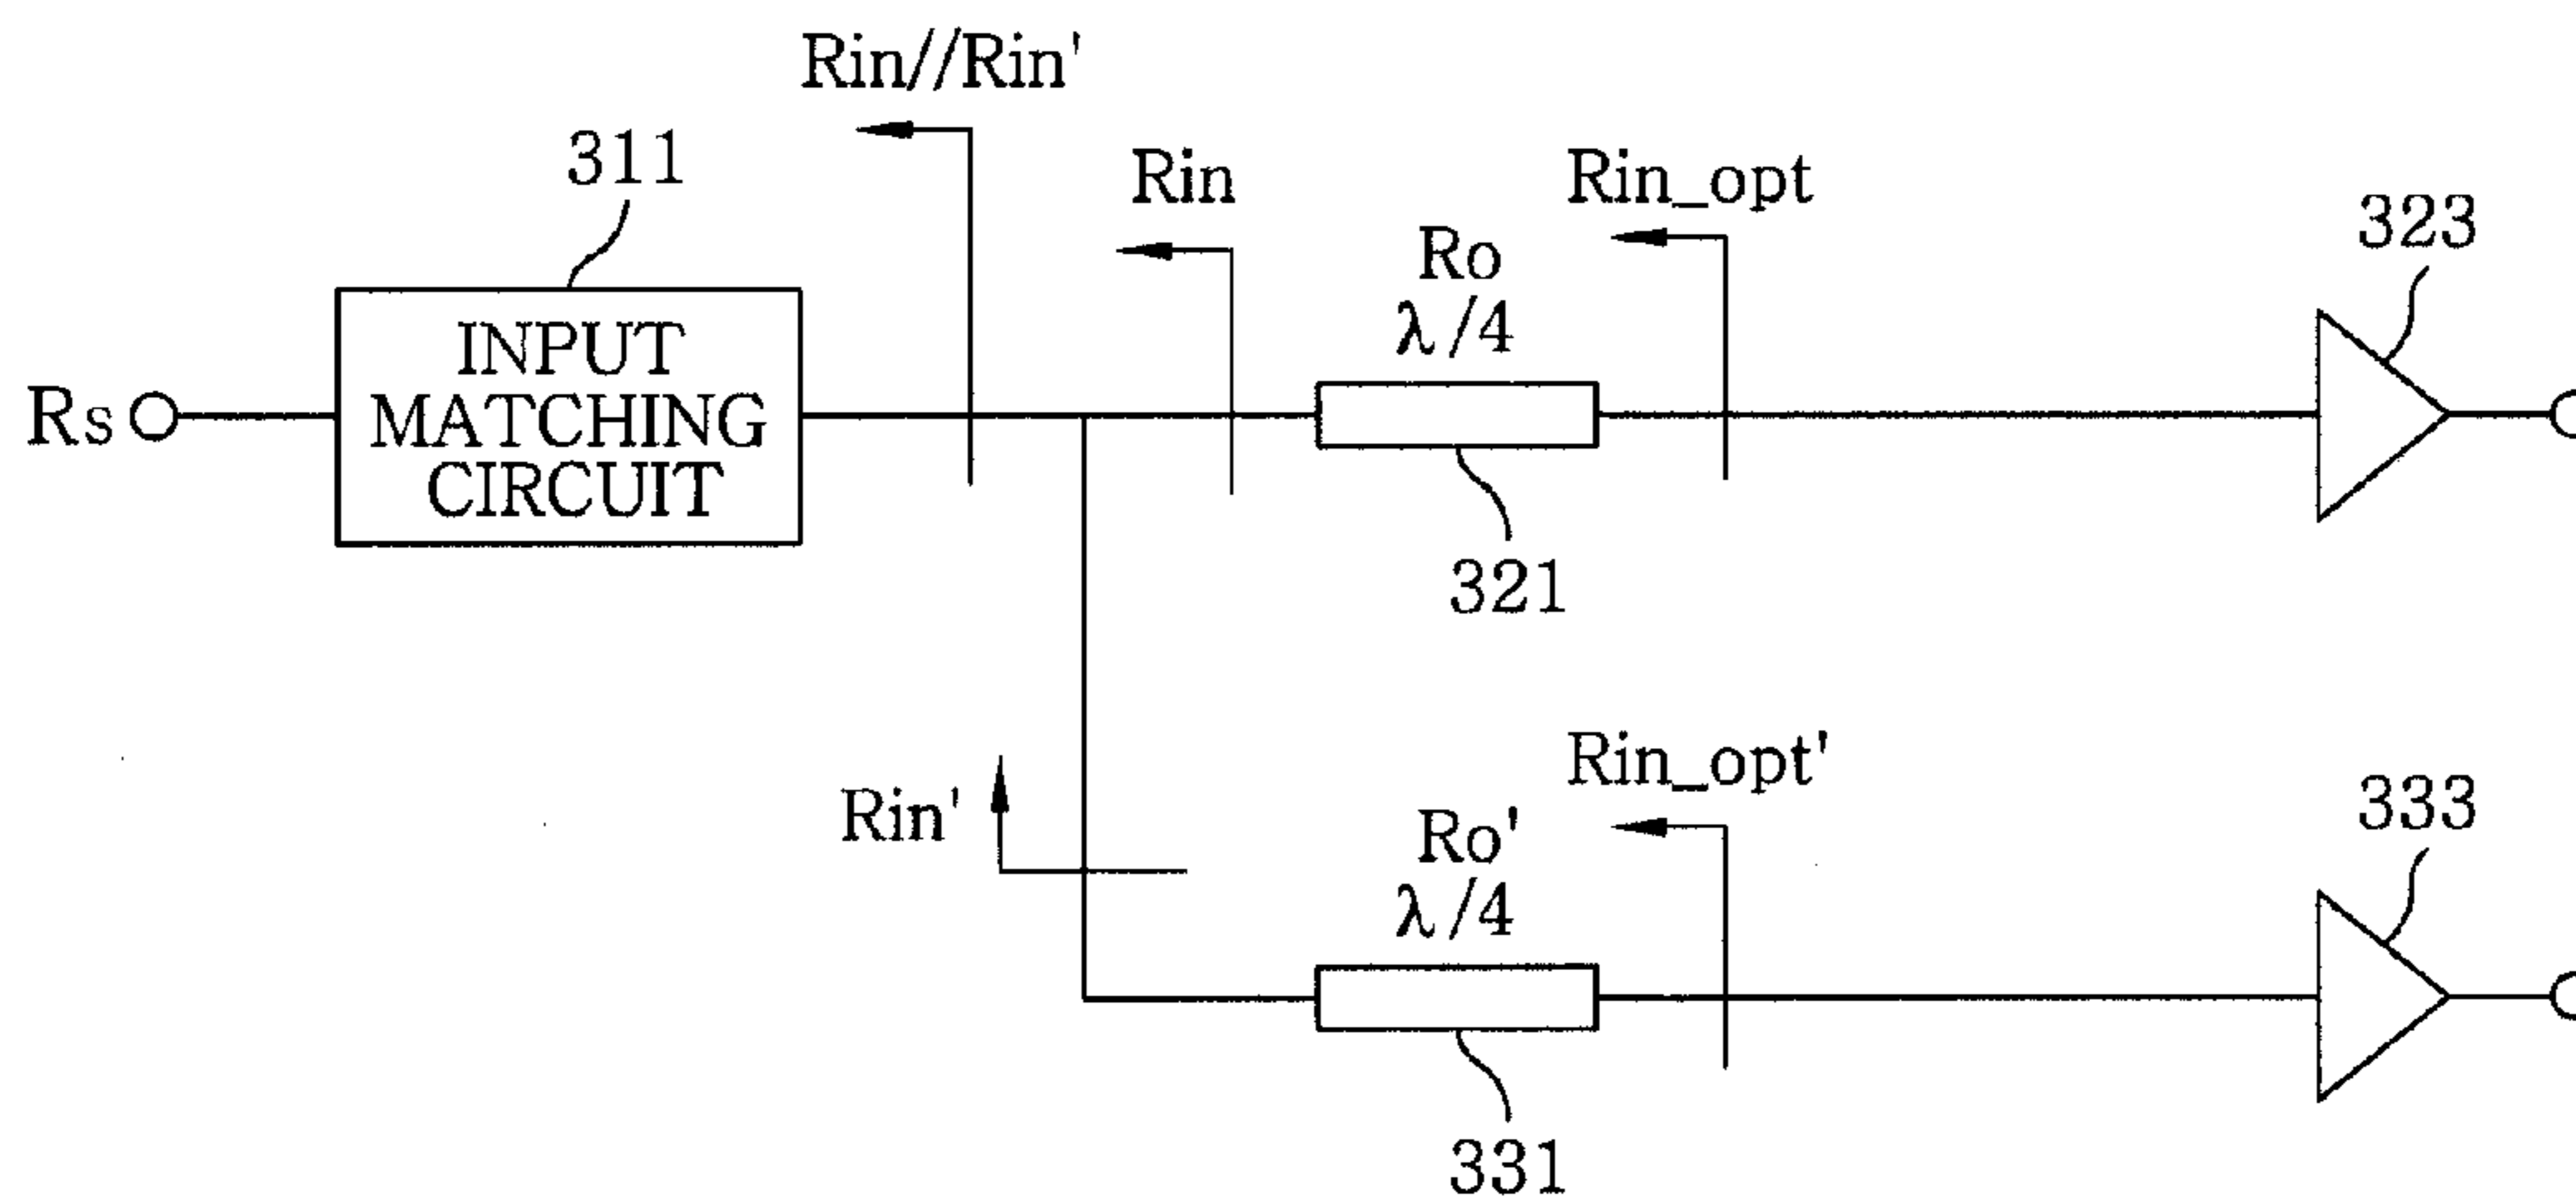 Rin//Rin'
311
Rin
Rin_opt
323
Ro
λ/4
INPUT
MATCHING
CIRCUIT
Rs
321
Rin'
Rin_opt'
333
Ro'
λ/4
331